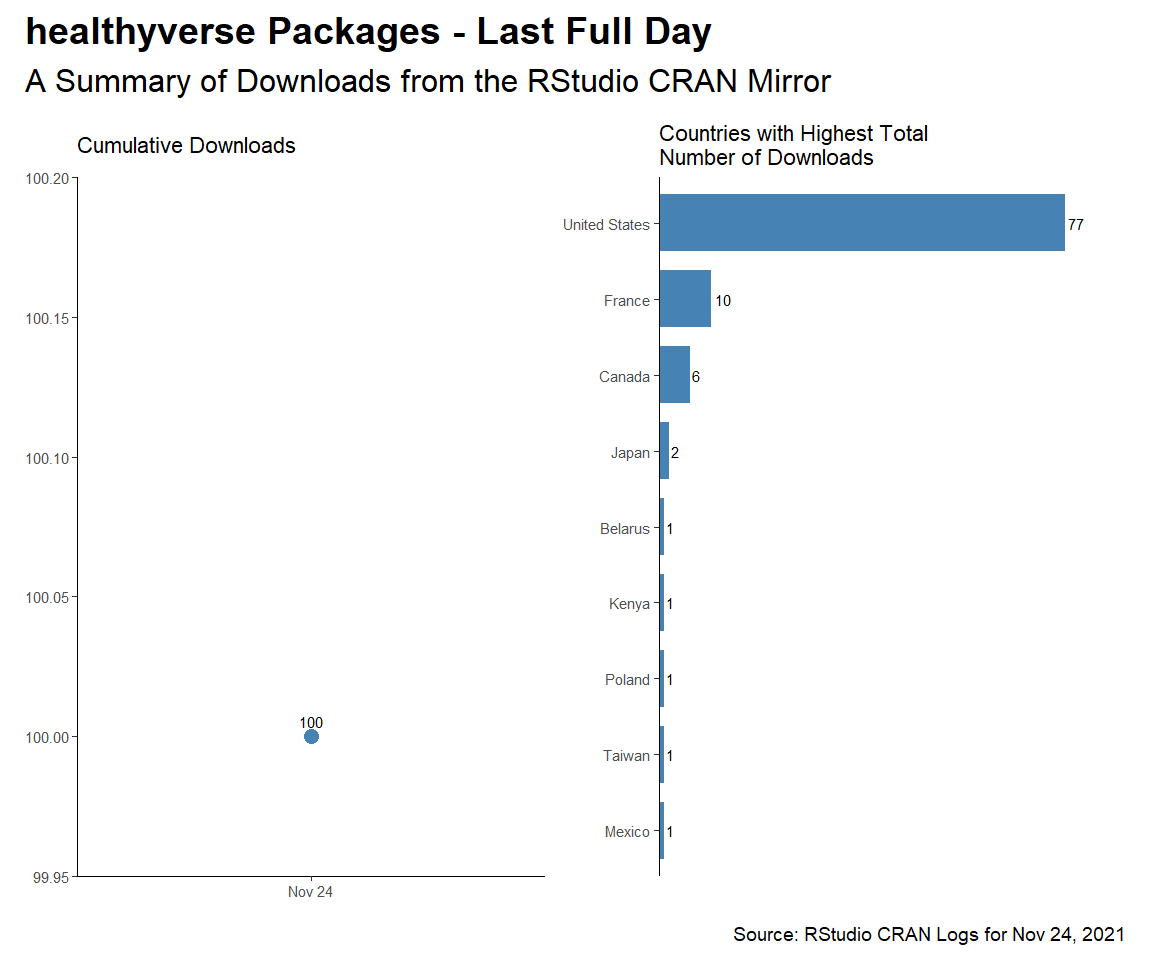 healthyverse Packages - Last Full Day
A Summary of Downloads from the RStudio CRAN Mirror
Cumulative Downloads
100.20
100.15
100.10
100.05
100.00
99.95
100
Nov 24
Countries with Highest Total
Number of Downloads
United States 77
France 10
Canada 6
Japan 2
Belarus 1
Kenya 1
Poland 1
Taiwan 1
Mexico 1
Source: RStudio CRAN Logs for Nov 24, 2021